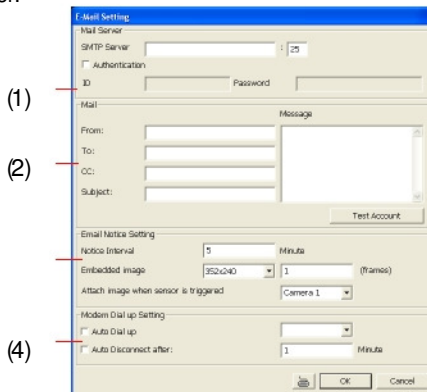 E-Mail Setting
Mail Server
SMTP Server : 25
Authentication
ID Password
(1)
Mail
Message
From:
(2)
To:
CC:
Subject:
Test Account
Email Notice Setting
Notice Interval 5 Minute
Embedded image 352x240 1 (frames)
Attach image when sensor is triggered Camera 1
Modem Dial up Setting
Auto Dial up
(4)
Auto Disconnect after: 1 Minute
OK Cancel